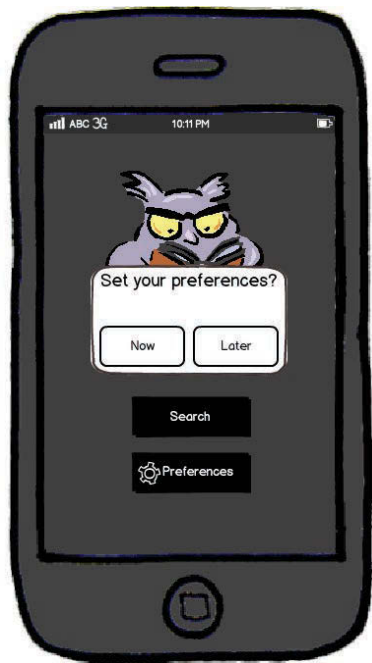 ABC 3G 10:11 PM
Set your preferences?
Now Later
Search
Preferences